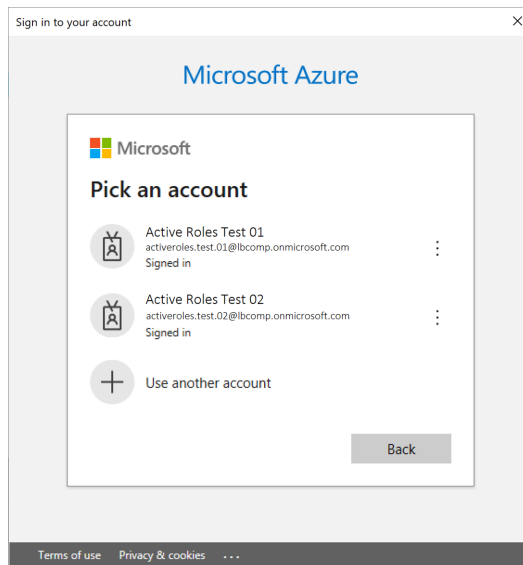 Sign in to your account
Microsoft Azure
Microsoft
Pick an account
Active Roles Test 01
activeroles.test.01@lbcomp.onmicrosoft.com
Signed in
Active Roles Test 02
activeroles.test.02@lbcomp.onmicrosoft.com
Signed in
Use another account
Back
Terms of use Privacy & cookies ...